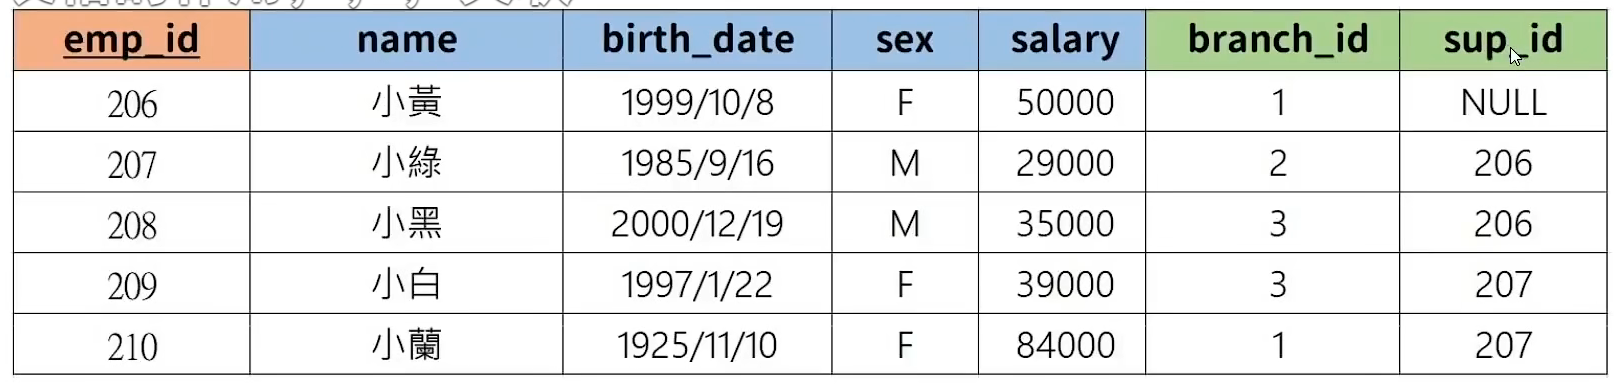 emp_id name birth_date sex salary branch_id sup_id
206 小黃 1999/10/8 F 50000 1 NULL
207 小綠 1985/9/16 M 29000 2 206
208 小黑 2000/12/19 M 35000 3 206
209 小白 1997/1/22 F 39000 3 207
210 小蘭 1925/11/10 F 84000 1 207